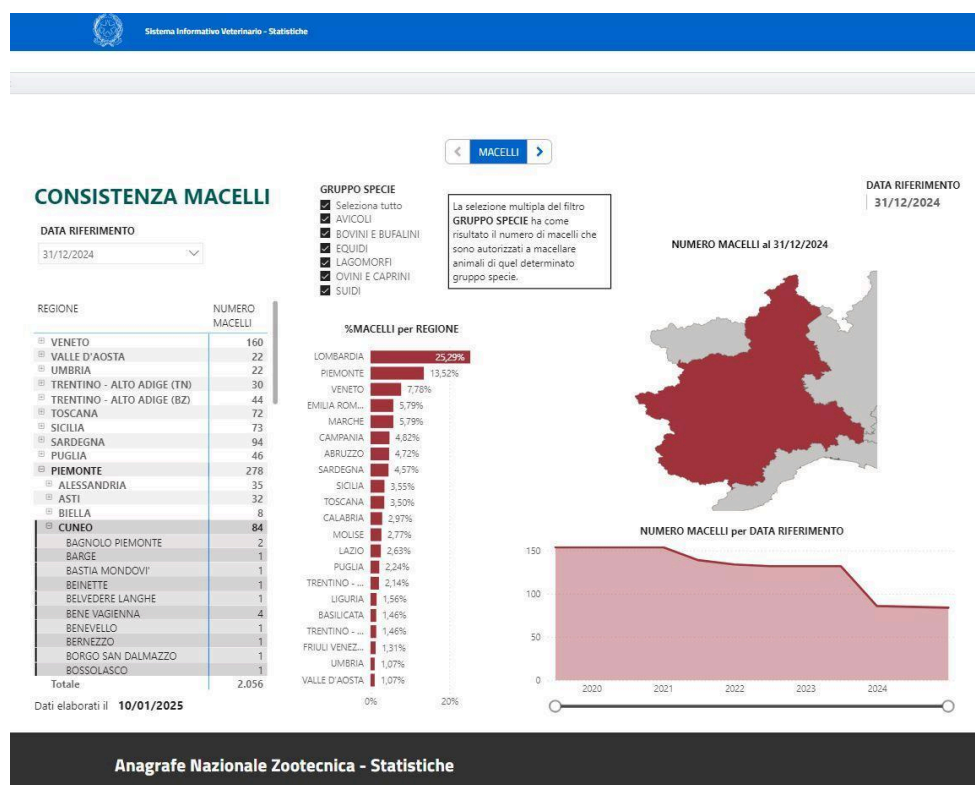 Sistema Informativo Veterinario - Statistiche
MACELLI
CONSISTENZA MACELLI
DATA RIFERIMENTO
31/12/2024
GRUPPO SPECIE
Seleziona tutto
AVICOLI
BOVINI E BUFALINI
EQUIDI
LAGOMORFI
OVINI E CAPRINI
SUIDI
La selezione multipla del filtro
GRUPPO SPECIE ha come
risultato il numero di macelli che
sono autorizzati a macellare
animali di quel determinato
gruppo specie.
DATA RIFERIMENTO
31/12/2024
REGIONE NUMERO
MACELLI
VENETO 160
VALLE D'AOSTA 22
UMBRIA 22
TRENTINO - ALTO ADIGE (TN) 30
TRENTINO - ALTO ADIGE (BZ) 44
TOSCANA 72
SICILIA 73
SARDEGNA 94
PUGLIA 46
PIEMONTE 278
ALESSANDRIA 35
ASTI 32
BIELLA 8
CUNEO 84
BAGNOLO PIEMONTE 2
BARGE 1
BASTIA MONDOVI' 1
BEINETTE 1
BELVEDERE LANGHE 1
BENE VAGIENNA 4
BENEVELLO 1
BERNEZZO 1
BORGO SAN DALMAZZO 1
BOSSOLASCO 1
Totale 2.056
Dati elaborati il 10/01/2025
%MACELLI per REGIONE
LOMBARDIA 25,29%
PIEMONTE 13,52%
VENETO 7,78%
EMILIA ROM... 5,79%
MARCHE 5,79%
CAMPANIA 4,82%
ABRUZZO 4,72%
SARDEGNA 4,57%
SICILIA 3,55%
TOSCANA 3,50%
CALABRIA 2,97%
MOLISE 2,77%
LAZIO 2,63%
PUGLIA 2,24%
TRENTINO - ... 2,14%
LIGURIA 1,56%
BASILICATA 1,46%
TRENTINO - ... 1,46%
FRIULI VENEZ... 1,31%
UMBRIA 1,07%
VALLE D'AOSTA 1,07%
0% 20%
NUMERO MACELLI al 31/12/2024
NUMERO MACELLI per DATA RIFERIMENTO
150
100
50
0
2020 2021 2022 2023 2024
Anagrafe Nazionale Zootecnica - Statistiche